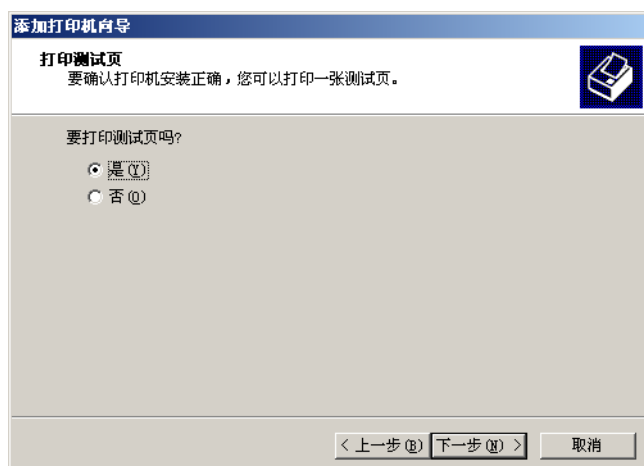 添加打印机向导
打印测试页
要确认打印机安装正确，您可以打印一张测试页。
要打印测试页吗?
是(Y)
否(O)
< 上一步(B) 下一步(N) > 取消